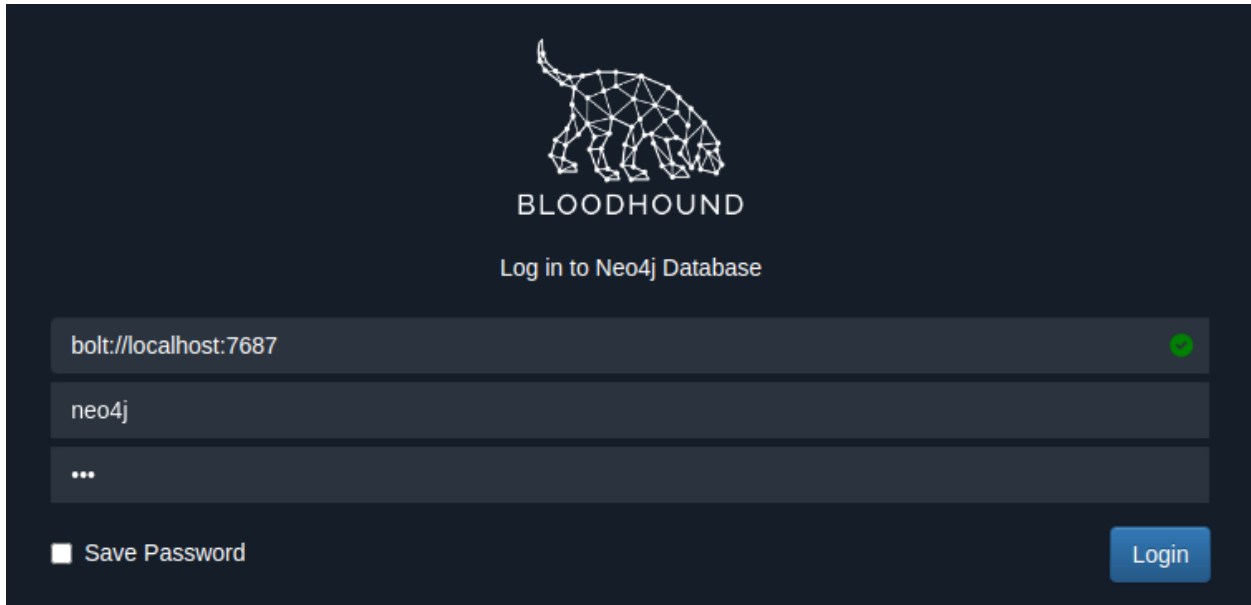 BLOODHOUND
Log in to Neo4j Database
bolt://localhost:7687
neo4j
•••
Save Password
Login